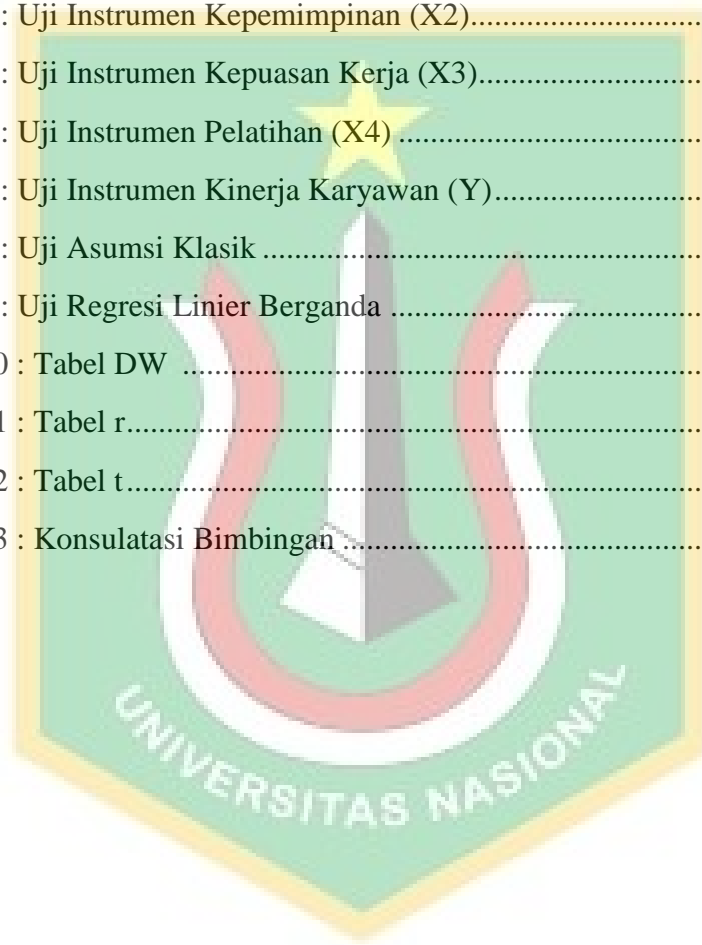 : Uji Instrumen Kepemimpinan (X2)..............................
: Uji Instrumen Kepuasan Kerja (X3).............................
: Uji Instrumen Pelatihan (X4) .......................................
: Uji Instrumen Kinerja Karyawan (Y)...........................
: Uji Asumsi Klasik ........................................................
: Uji Regresi Linier Berganda ........................................
0 : Tabel DW ..................................................................
1 : Tabel r.........................................................................
2 : Tabel t.........................................................................
3 : Konsulatasi Bimbingan ..............................................
UNIVERSITAS NASIONAL